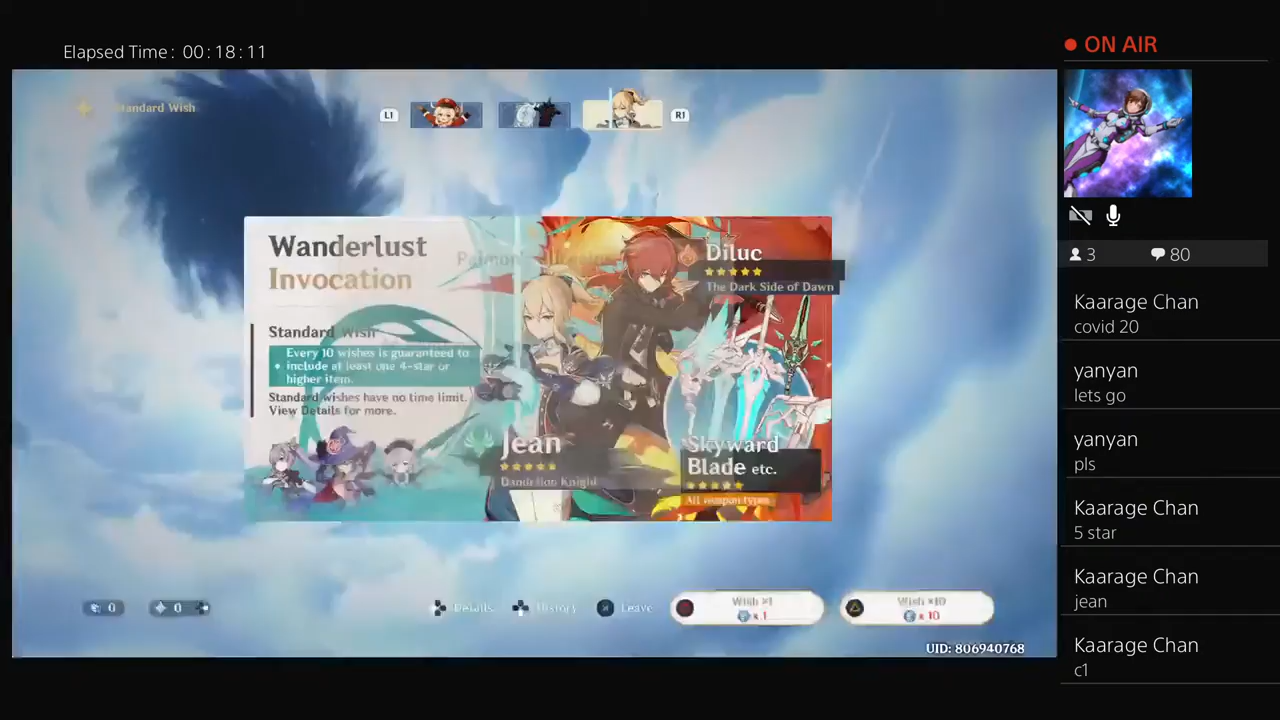 Elapsed Time: 00:18:11
ON AIR
Standard Wish
L1
R1
Wanderlust
Invocation
Diluc
The Dark Side of Dawn
Standard Wish
Every 10 wishes is guaranteed to
include at least one 4-star or
higher item.
Standard wishes have no time limit.
View Details for more.
Jean
Dandelion Knight
Skyward
Blade etc.
All weapon types
0
0
Details
History
Leave
Wish ×1
x 1
Wish ×10
x 10
UID: 806940768
3
80
Kaarage Chan
covid 20
yanyan
lets go
yanyan
pls
Kaarage Chan
5 star
Kaarage Chan
jean
Kaarage Chan
c1